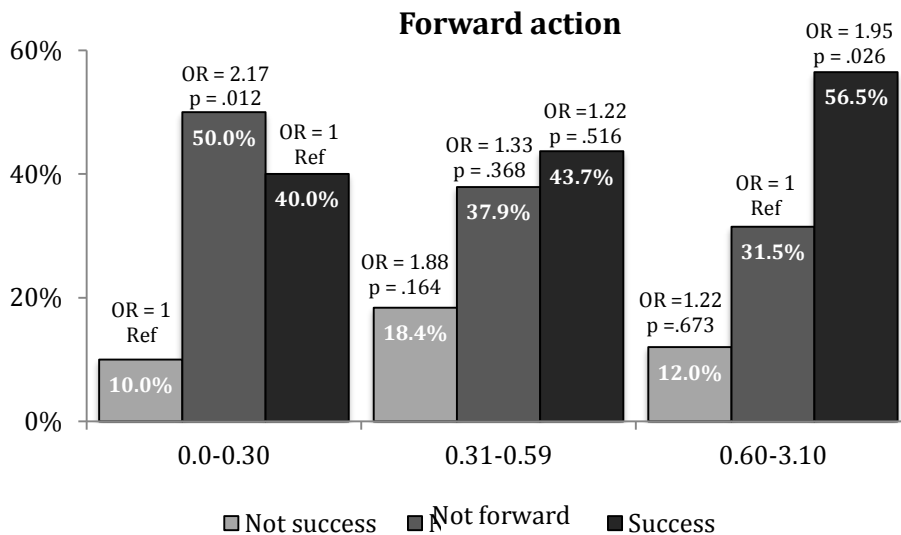 Forward action
60%
40%
20%
0%
OR = 1
Ref
10.0%
OR = 2.17
p = .012
50.0%
OR = 1
Ref
40.0%
OR = 1.88
p = .164
18.4%
OR = 1.33
p = .368
37.9%
OR =1.22
p = .516
43.7%
OR =1.22
p =.673
12.0%
OR = 1
Ref
31.5%
OR = 1.95
p = .026
56.5%
0.0-0.30
0.31-0.59
0.60-3.10
Not success
Not forward
Success